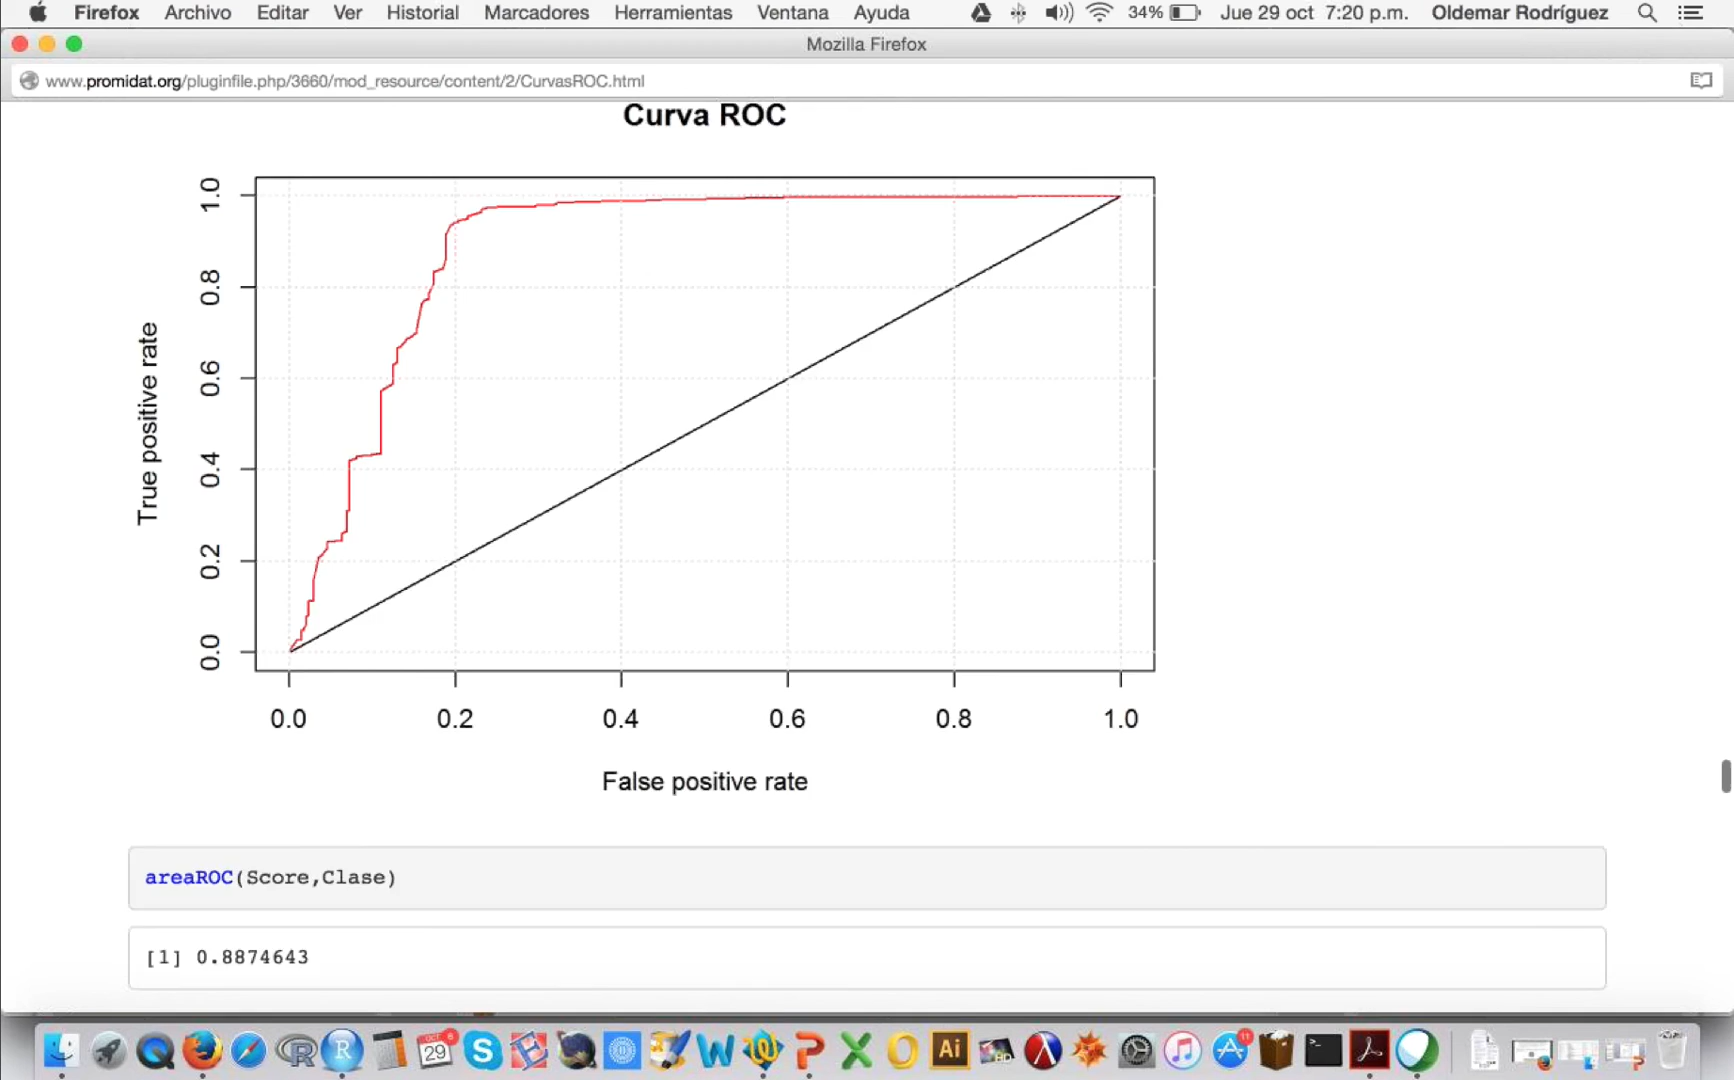 Firefox Archivo Editar Ver Historial Marcadores Herramientas Ventana Ayuda 34% Jue 29 oct 7:20 p.m. Oldemar Rodríguez
Mozilla Firefox
www.promidat.org/pluginfile.php/3660/mod_resource/content/2/CurvasROC.html
Curva ROC
True positive rate
1.0
0.8
0.6
0.4
0.2
0.0
0.0 0.2 0.4 0.6 0.8 1.0
False positive rate
areaROC(Score,Clase)
[1] 0.8874643
29
Ai